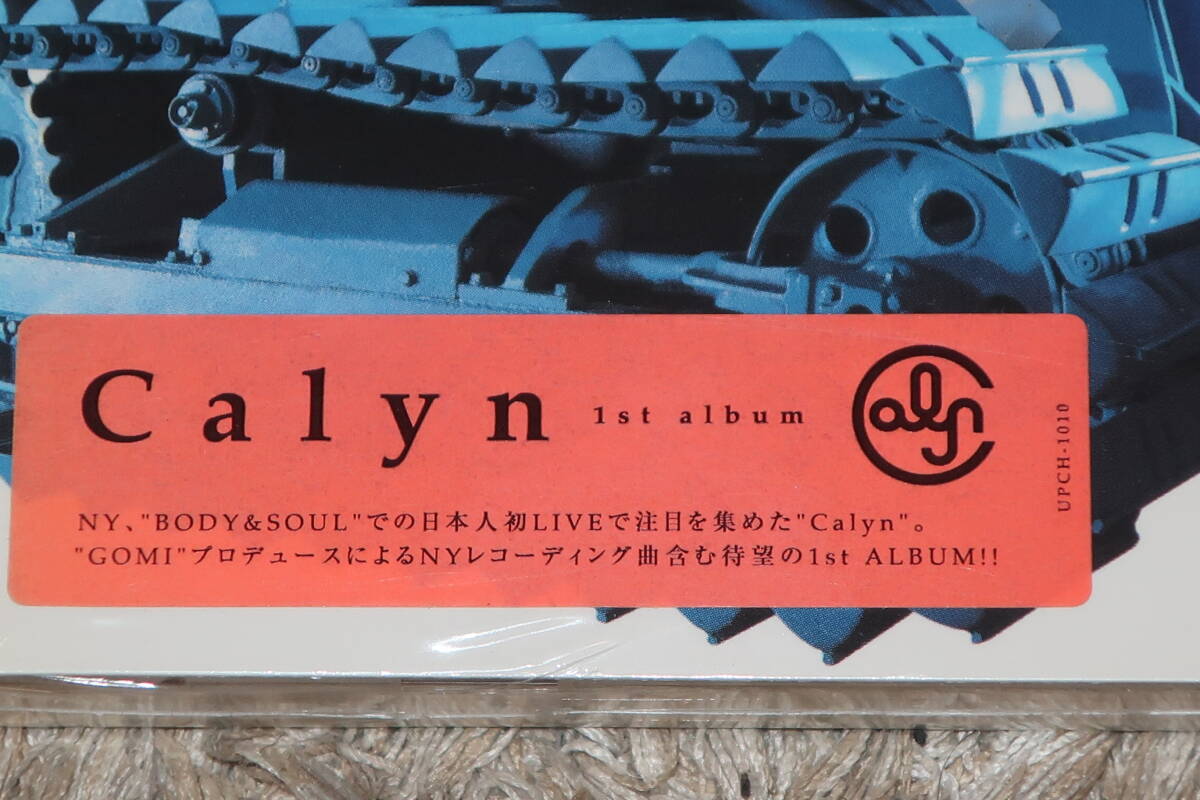 Calyn 1st album
Calyn
UPCH-1010
NY、"BODY&SOUL"での日本人初LIVEで注目を集めた"Calyn"。
"GOMI"プロデュースによるNYレコーディング曲含む待望の1st ALBUM!!